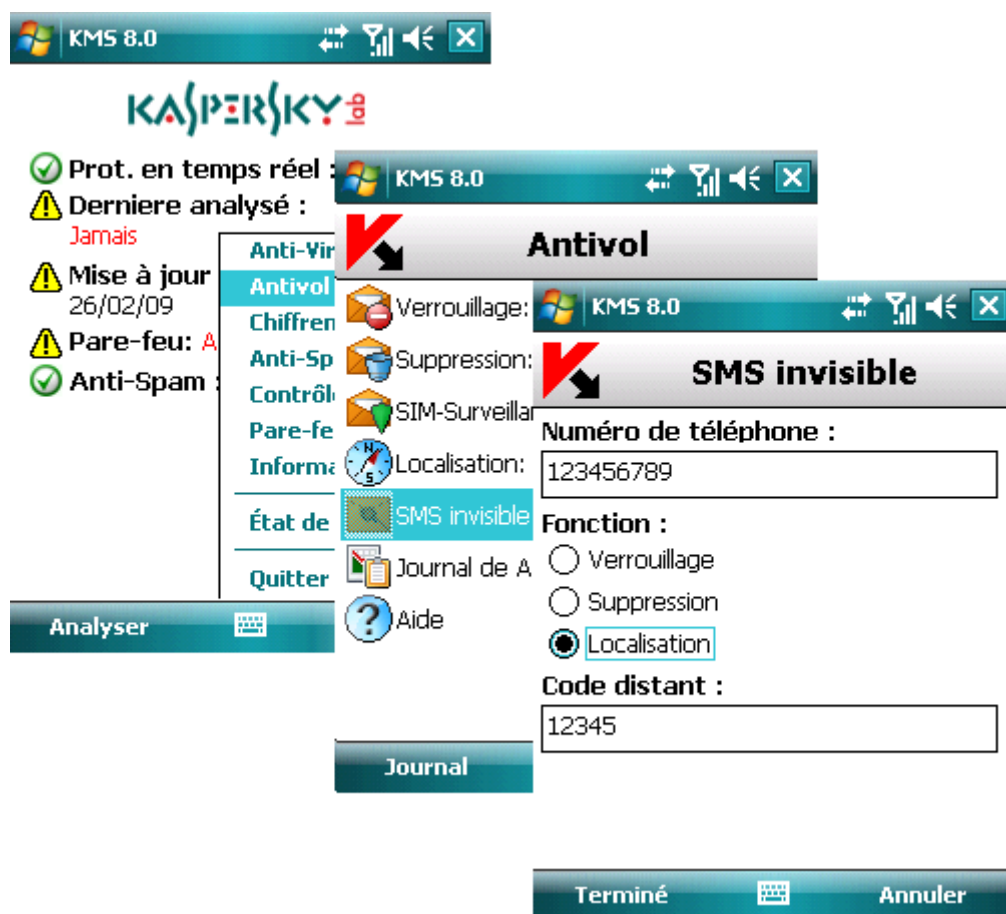 KMS 8.0
KASPERSKY lab
Prot. en temps réel :
Derniere analysé :
Jamais
Mise à jour
26/02/09
Pare-feu:
Anti-Spam :
Antivol
État de
Quitter
Analyser
KMS 8.0
Antivol
Verrouillage:
Suppression:
Localisation:
SMS invisible
Journal de A
Aide
Journal
KMS 8.0
SMS invisible
Numéro de téléphone :
123456789
Fonction :
Verrouillage
Suppression
Localisation
Code distant :
12345
Terminé
Annuler